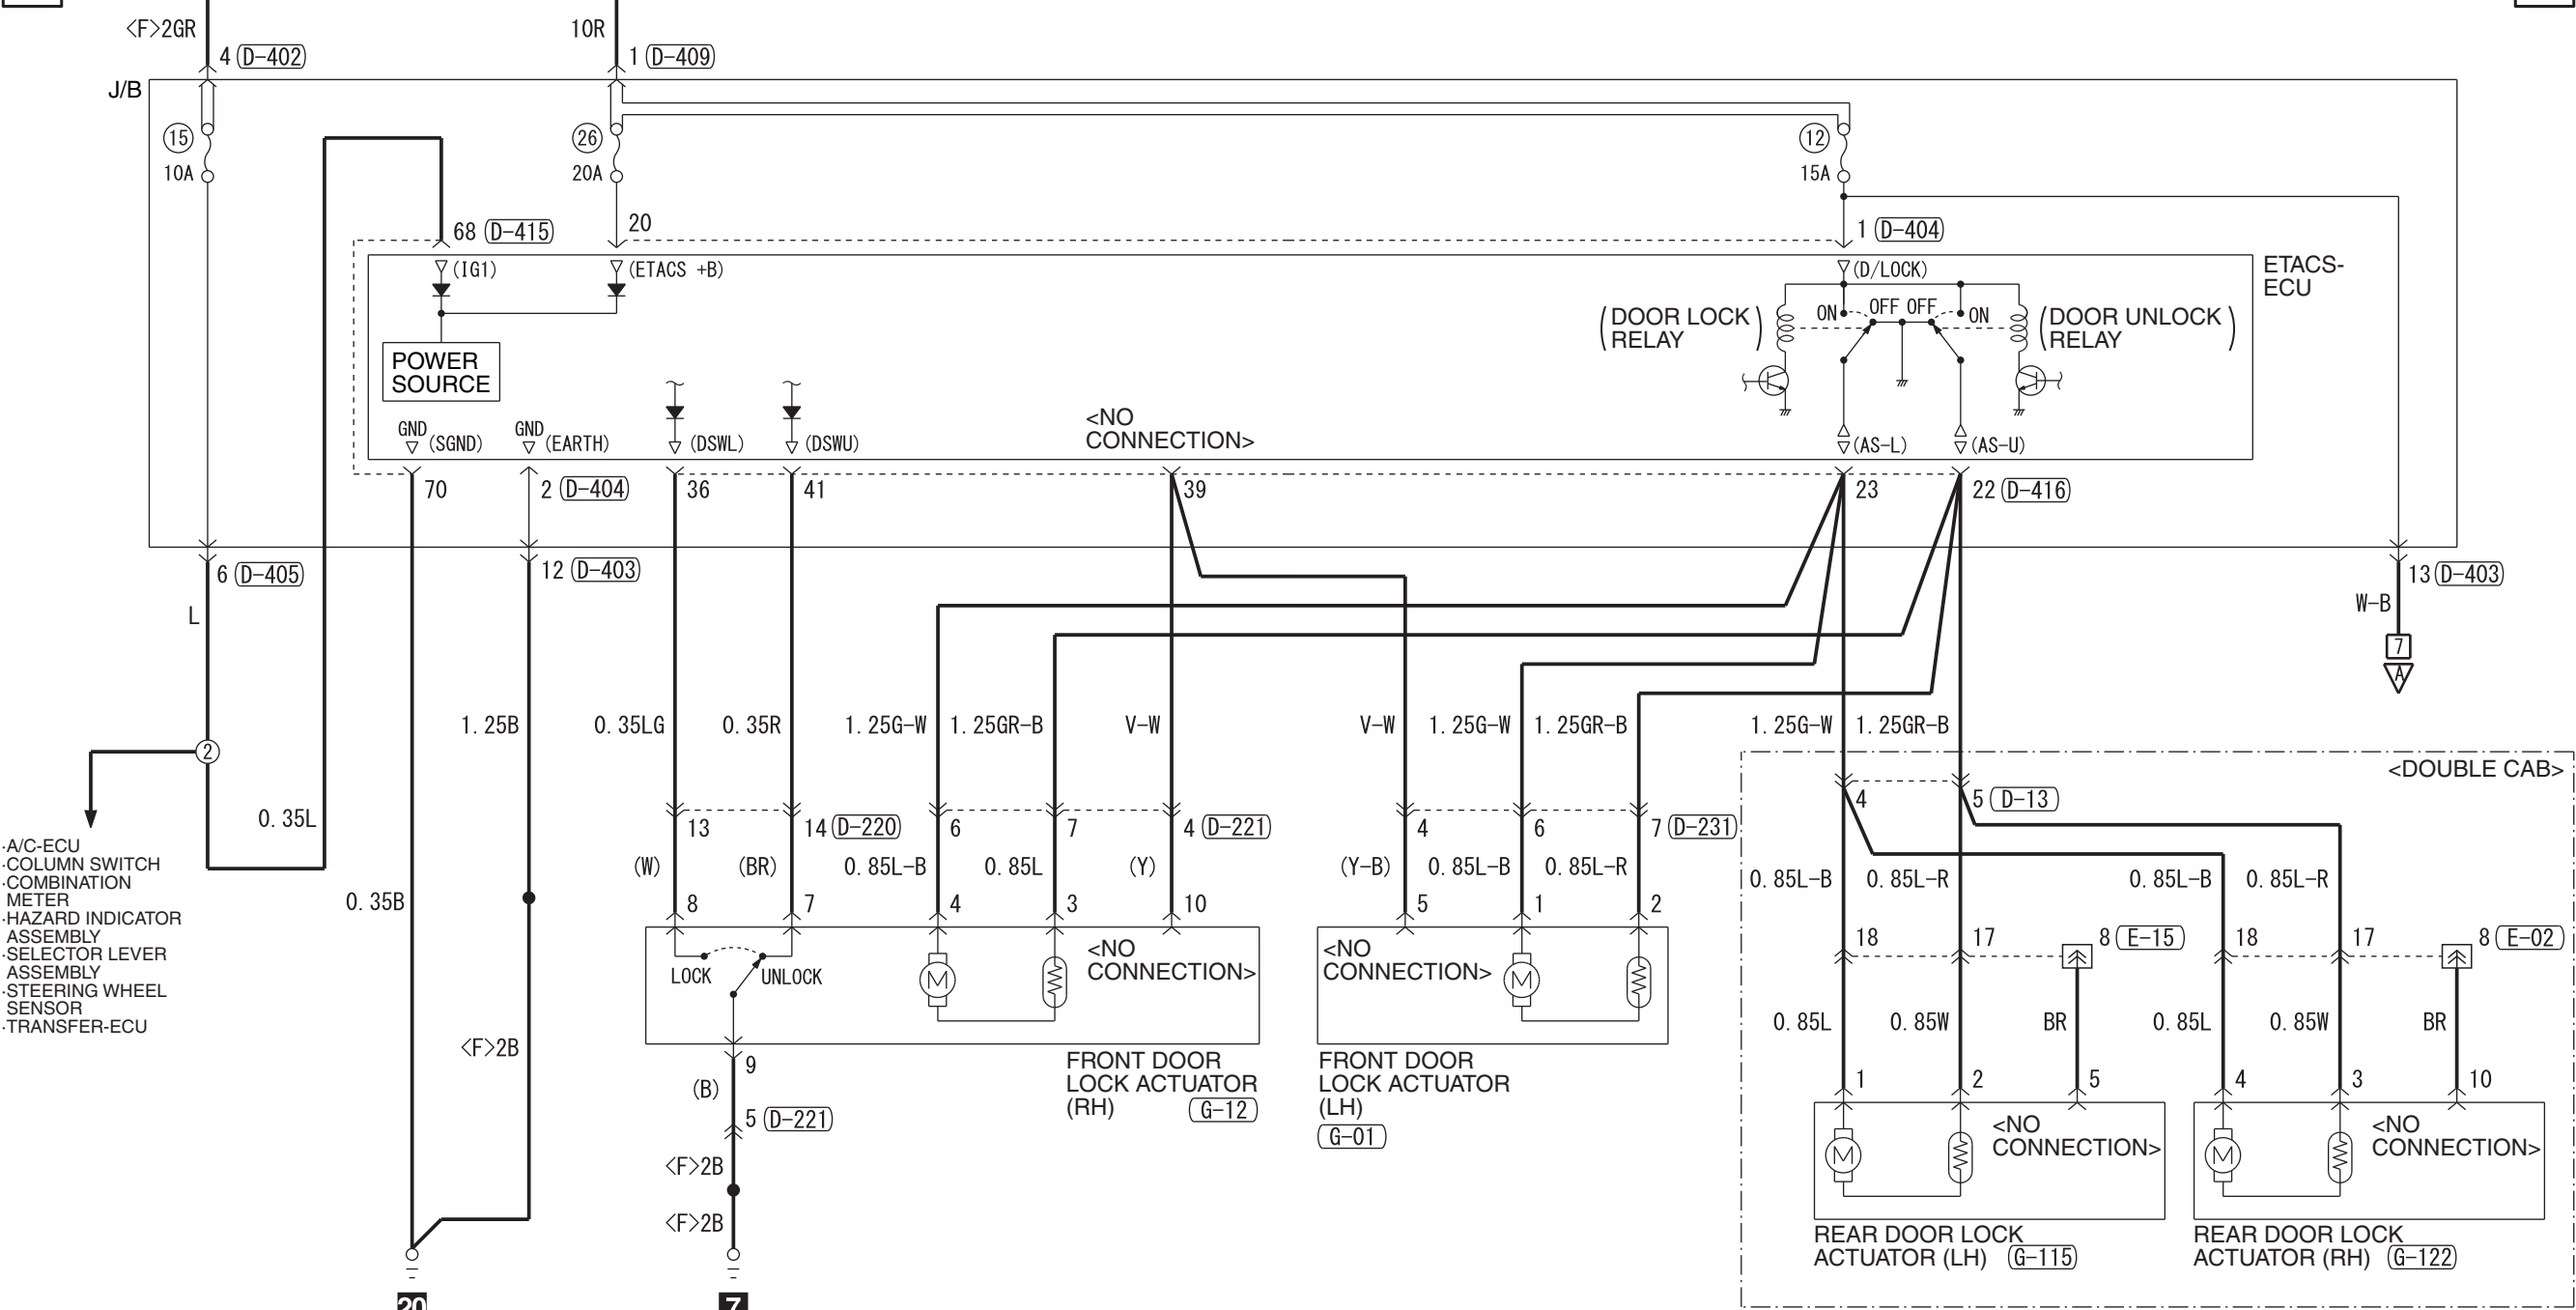 <F>2GR
10R
4 (D-402)
1 (D-409)
J/B
15
26
12
10A
20A
15A
68 (D-415)
20
1 (D-404)
(IG1)
(ETACS +B)
(D/LOCK)
ETACS-
ECU
ON
OFF
OFF
ON
(DOOR LOCK
RELAY)
(DOOR UNLOCK
RELAY)
POWER
SOURCE
<NO
CONNECTION>
GND
(SGND)
GND
(EARTH)
(DSWL)
(DSWU)
(AS-L)
(AS-U)
70
2 (D-404)
36
41
39
23
22 (D-416)
6 (D-405)
12 (D-403)
13 (D-403)
L
W-B
7
A
1.25B
0.35LG
0.35R
1.25G-W
1.25GR-B
V-W
V-W
1.25G-W
1.25GR-B
1.25G-W
1.25GR-B
2
<DOUBLE CAB>
0.35L
4
5 (D-13)
13
14 (D-220)
6
7
4 (D-221)
4
6
7 (D-231)
·A/C-ECU
·COLUMN SWITCH
·COMBINATION
METER
·HAZARD INDICATOR
ASSEMBLY
·SELECTOR LEVER
ASSEMBLY
·STEERING WHEEL
SENSOR
·TRANSFER-ECU
(W)
(BR)
0.85L-B
0.85L
(Y)
(Y-B)
0.85L-B
0.85L-R
0.85L-B
0.85L-R
0.85L-B
0.85L-R
0.35B
8
7
4
3
10
5
1
2
18
17
8 (E-15)
18
17
8 (E-02)
LOCK
UNLOCK
M
<NO
CONNECTION>
<NO
CONNECTION>
M
<F>2B
0.85L
0.85W
BR
0.85L
0.85W
BR
9
FRONT DOOR
LOCK ACTUATOR
(RH)
G-12
FRONT DOOR
LOCK ACTUATOR
(LH)
G-01
1
2
5
4
3
10
(B)
5 (D-221)
M
<NO
CONNECTION>
M
<NO
CONNECTION>
<F>2B
<F>2B
REAR DOOR LOCK
ACTUATOR (LH)
G-115
REAR DOOR LOCK
ACTUATOR (RH)
G-122
20
7